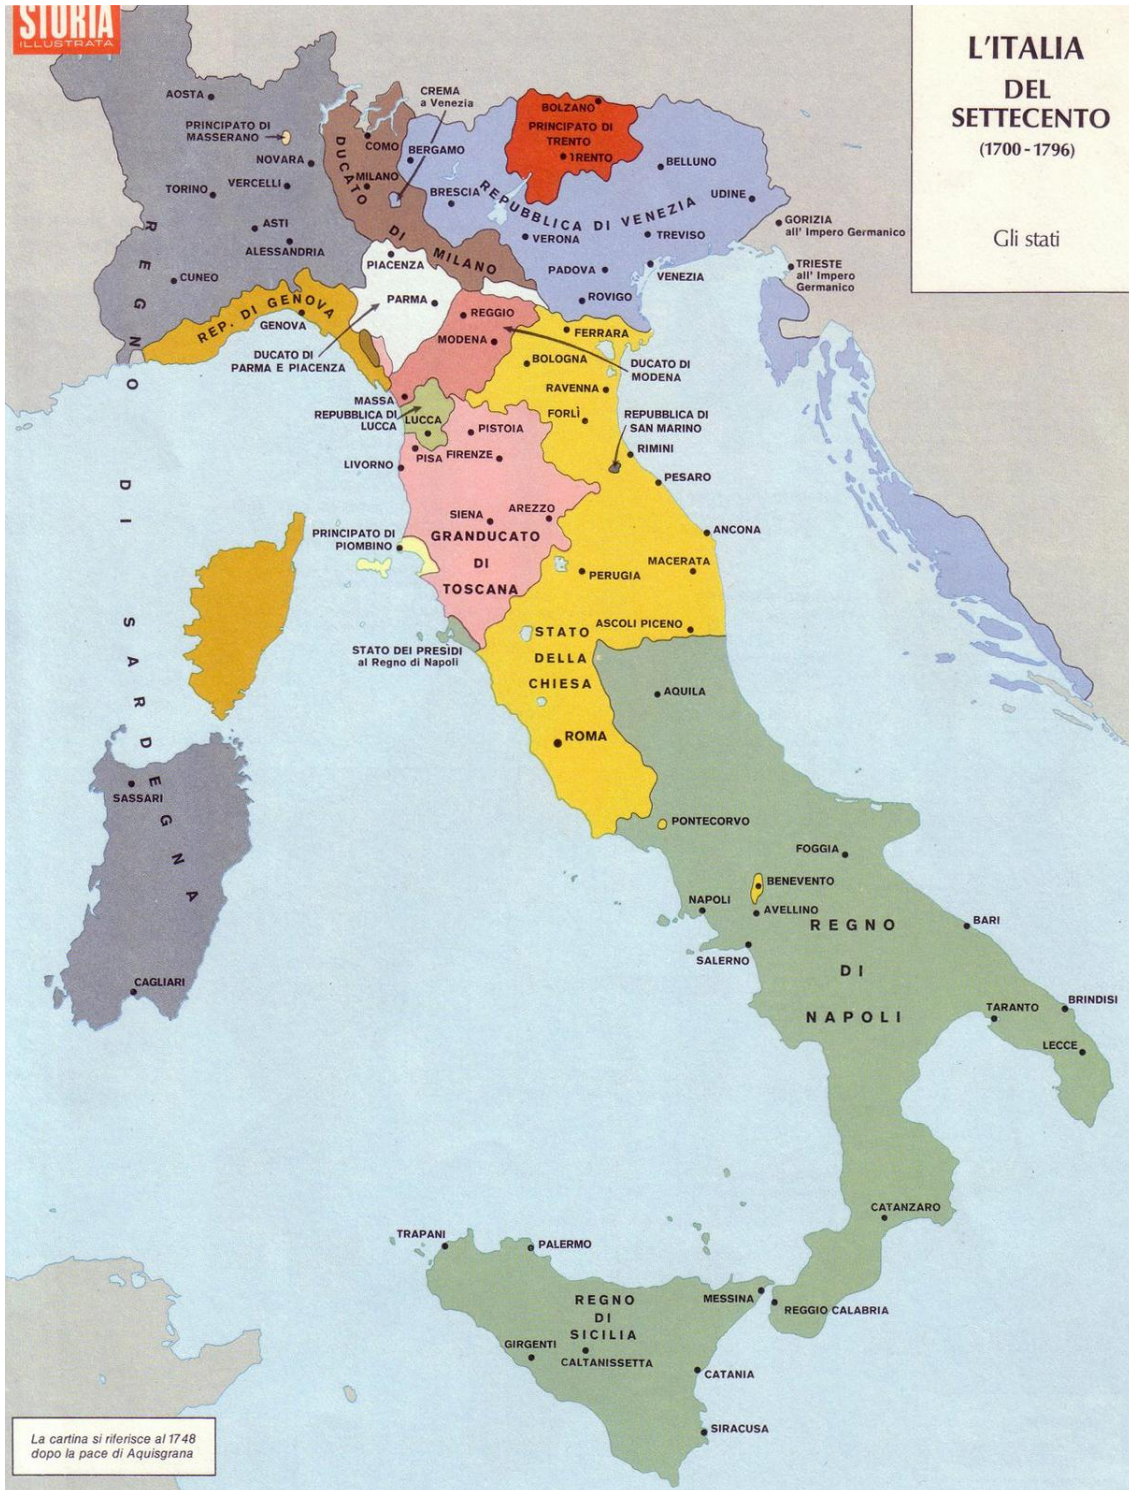 STORIA
ILLUSTRATA
L'ITALIA
DEL
SETTECENTO
(1700-1796)
Gli stati
AOSTA
PRINCIPATO DI
MASSERANO
NOVARA
VERCELLI
TORINO
ASTI
ALESSANDRIA
CUNEO
REGNO DI SARDEGNA
CREMA
a Venezia
COMO
MILANO
DUCATO DI MILANO
BERGAMO
BRESCIA
BOLZANO
PRINCIPATO DI
TRENTO
TRENTO
BELLUNO
UDINE
REPUBBLICA DI VENEZIA
VERONA
TREVISO
PADOVA
VENEZIA
ROVIGO
GORIZIA
all' Impero Germanico
TRIESTE
all' Impero
Germanico
PIACENZA
PARMA
REP. DI GENOVA
GENOVA
DUCATO DI
PARMA E PIACENZA
REGGIO
MODENA
DUCATO DI
MODENA
FERRARA
BOLOGNA
RAVENNA
FORLÌ
REPUBBLICA DI
SAN MARINO
RIMINI
PESARO
MASSA
REPUBBLICA DI
LUCCA
LUCCA
PISTOIA
PISA
FIRENZE
LIVORNO
SIENA
AREZZO
GRANDUCATO
DI
TOSCANA
PRINCIPATO DI
PIOMBINO
ANCONA
MACERATA
PERUGIA
ASCOLI PICENO
STATO
DELLA
CHIESA
STATO DEI PRESIDI
al Regno di Napoli
AQUILA
ROMA
SASSARI
CAGLIARI
PONTECORVO
FOGGIA
BENEVENTO
NAPOLI
AVELLINO
SALERNO
BARI
REGNO
DI
NAPOLI
TARANTO
BRINDISI
LECCE
CATANZARO
TRAPANI
PALERMO
MESSINA
REGGIO CALABRIA
REGNO
DI
SICILIA
GIRGENTI
CALTANISSETTA
CATANIA
SIRACUSA
La cartina si riferisce al 1748
dopo la pace di Aquisgrana